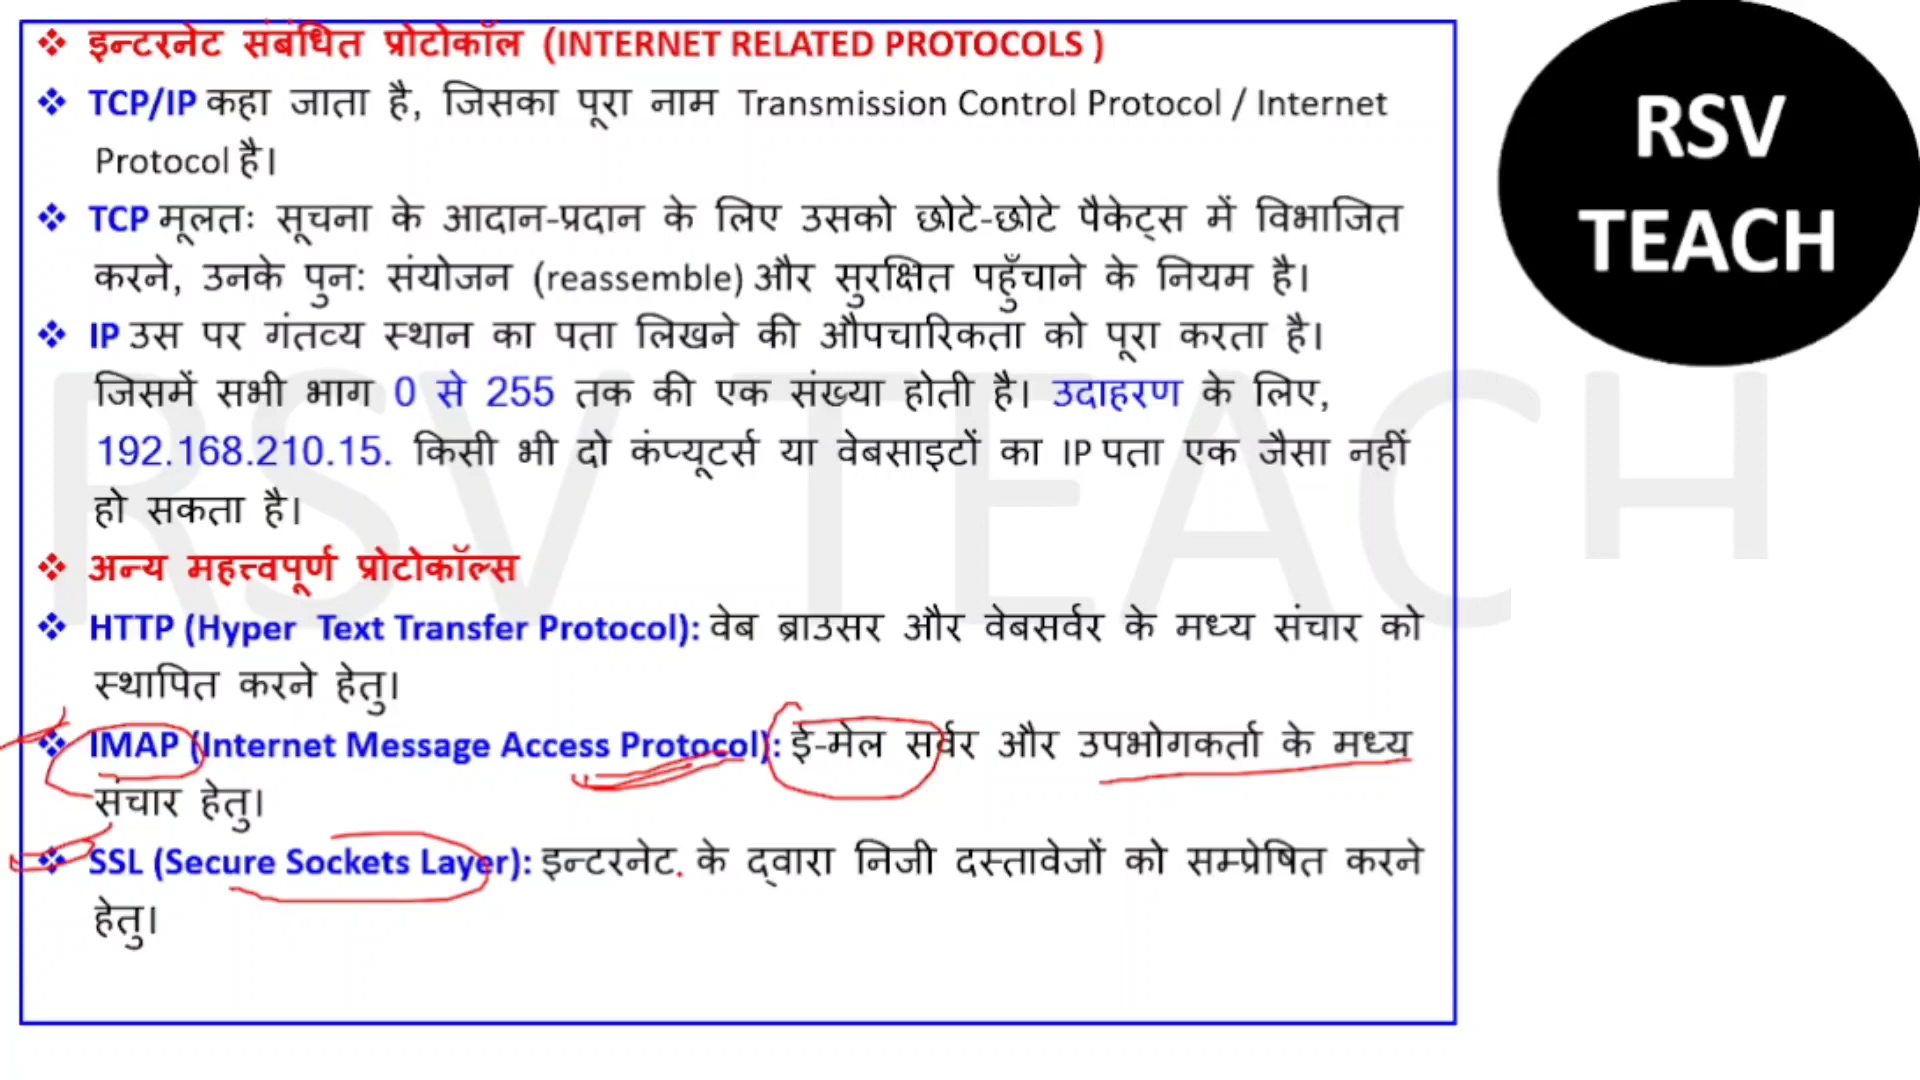 ❖ इन्टरनेट संबंधित प्रोटोकॉल (INTERNET RELATED PROTOCOLS )
❖ TCP/IP कहा जाता है, जिसका पूरा नाम Transmission Control Protocol / Internet
Protocol है।
❖ TCP मूलतः सूचना के आदान-प्रदान के लिए उसको छोटे-छोटे पैकेट्स में विभाजित
करने, उनके पुन: संयोजन (reassemble) और सुरक्षित पहुँचाने के नियम है।
❖ IP उस पर गंतव्य स्थान का पता लिखने की औपचारिकता को पूरा करता है।
जिसमें सभी भाग 0 से 255 तक की एक संख्या होती है। उदाहरण के लिए,
192.168.210.15. किसी भी दो कंप्यूटर्स या वेबसाइटों का IP पता एक जैसा नहीं
हो सकता है।
❖ अन्य महत्त्वपूर्ण प्रोटोकॉल्स
❖ HTTP (Hyper Text Transfer Protocol): वेब ब्राउसर और वेबसर्वर के मध्य संचार को
स्थापित करने हेतु।
❖ IMAP (Internet Message Access Protocol): ई-मेल सर्वर और उपभोगकर्ता के मध्य
संचार हेतु।
❖ SSL (Secure Sockets Layer): इन्टरनेट के द्वारा निजी दस्तावेजों को सम्प्रेषित करने
हेतु।
RSV
TEACH
RSV TEACH